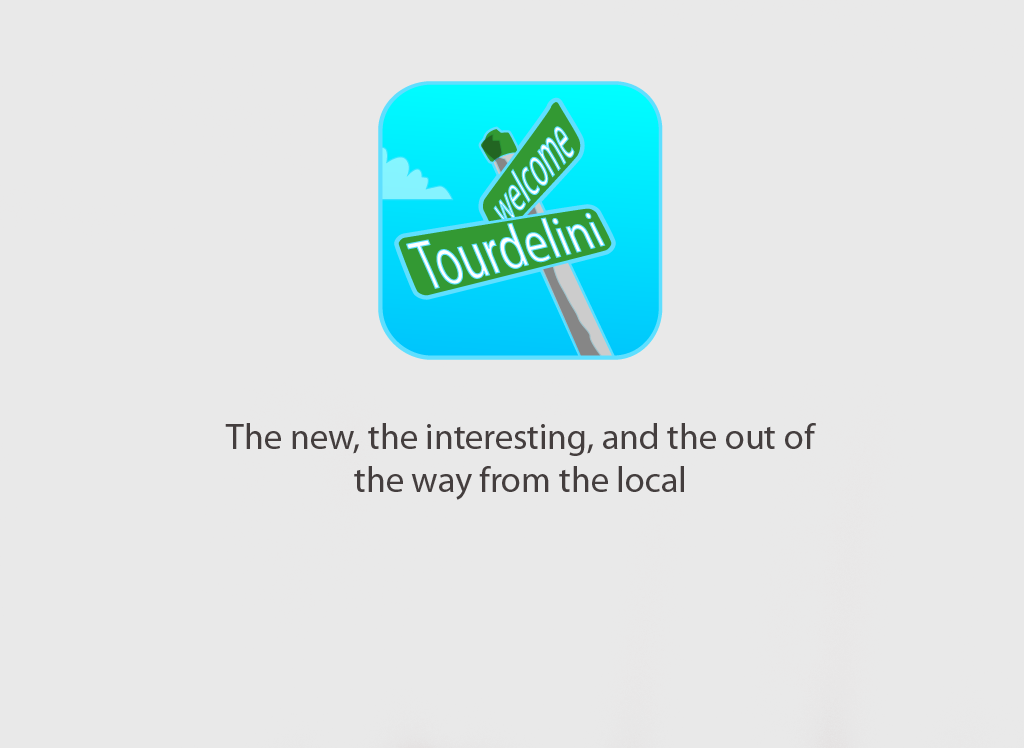 welcome
Tourdelini
The new, the interesting, and the out of
the way from the local